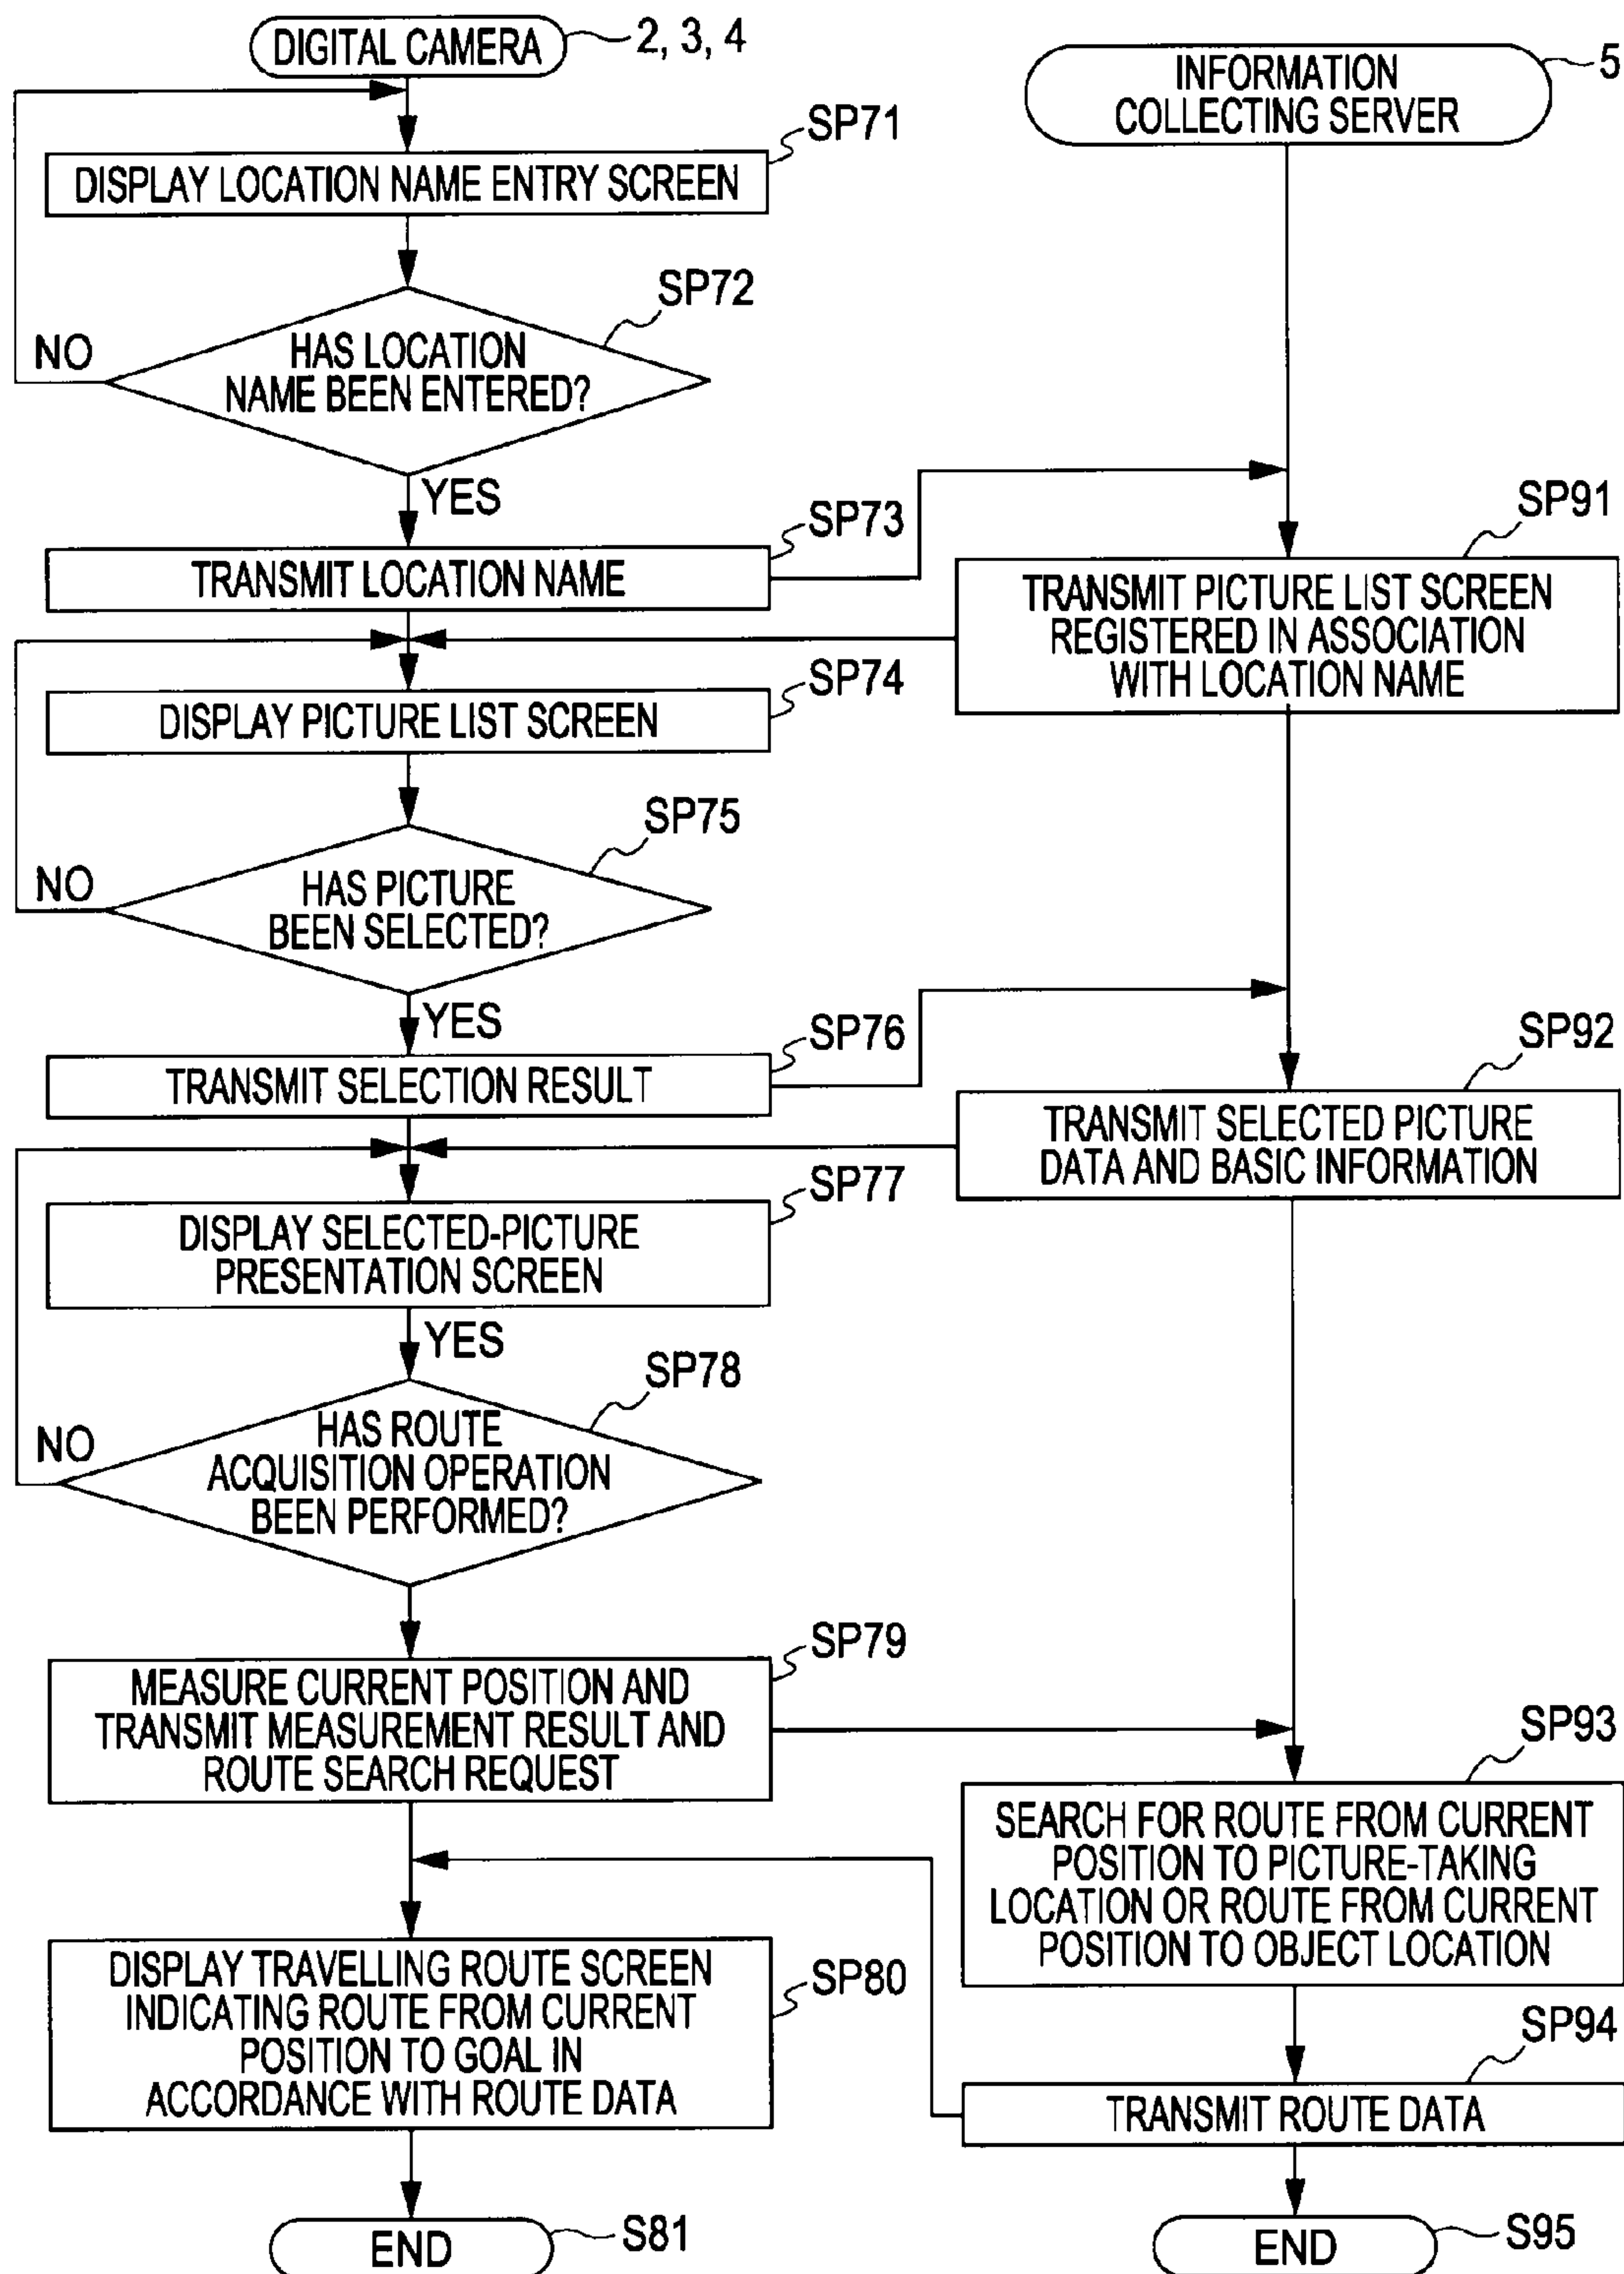 DIGITAL CAMERA
2, 3, 4
SP71
DISPLAY LOCATION NAME ENTRY SCREEN
SP72
HAS LOCATION
NAME BEEN ENTERED?
NO
YES
SP73
TRANSMIT LOCATION NAME
SP74
DISPLAY PICTURE LIST SCREEN
SP75
HAS PICTURE
BEEN SELECTED?
NO
YES
SP76
TRANSMIT SELECTION RESULT
SP77
DISPLAY SELECTED-PICTURE
PRESENTATION SCREEN
YES
SP78
HAS ROUTE
ACQUISITION OPERATION
BEEN PERFORMED?
NO
SP79
MEASURE CURRENT POSITION AND
TRANSMIT MEASUREMENT RESULT AND
ROUTE SEARCH REQUEST
SP80
DISPLAY TRAVELLING ROUTE SCREEN
INDICATING ROUTE FROM CURRENT
POSITION TO GOAL IN
ACCORDANCE WITH ROUTE DATA
END
S81
INFORMATION
COLLECTING SERVER
5
SP91
TRANSMIT PICTURE LIST SCREEN
REGISTERED IN ASSOCIATION
WITH LOCATION NAME
SP92
TRANSMIT SELECTED PICTURE
DATA AND BASIC INFORMATION
SP93
SEARCH FOR ROUTE FROM CURRENT
POSITION TO PICTURE-TAKING
LOCATION OR ROUTE FROM CURRENT
POSITION TO OBJECT LOCATION
SP94
TRANSMIT ROUTE DATA
END
S95